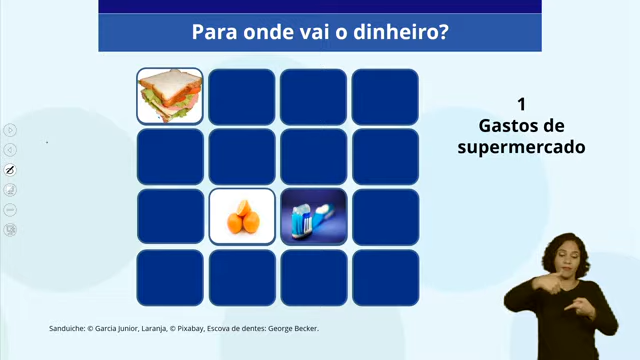 Para onde vai o dinheiro?
1
Gastos de
supermercado
Sanduiche: © Garcia Junior, Laranja, © Pixabay, Escova de dentes: George Becker.